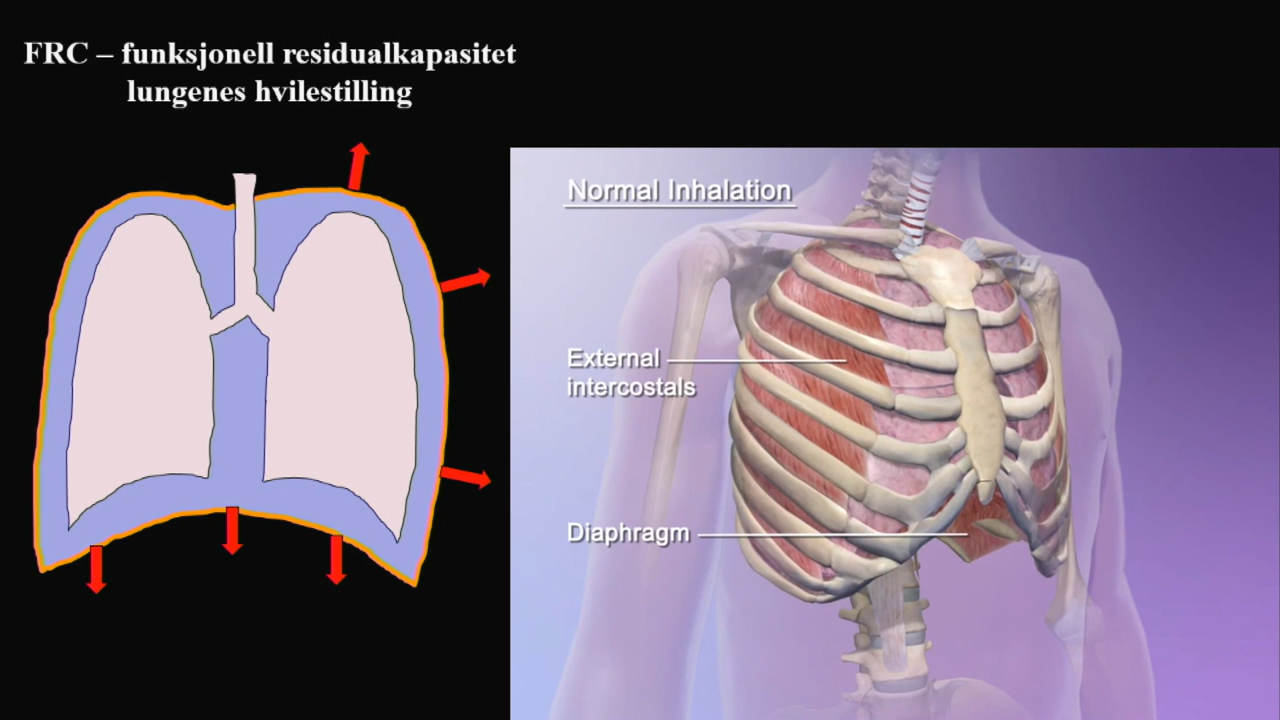 FRC – funksjonell residualkapasitet
lungenes hvilestilling
Normal Inhalation
External
intercostals
Diaphragm